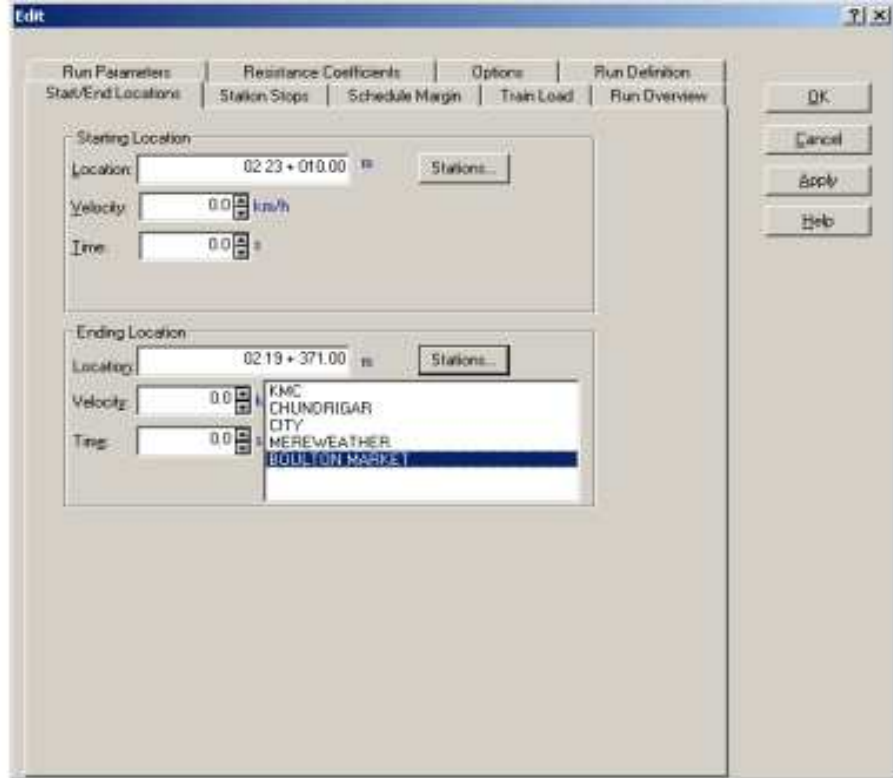 Edit
Run Parameters Resistance Coefficients Options Run Definition
Start/End Locations Station Stops Schedule Margin Train Load Run Overview
OK
Cancel
Apply
Help
Starting Location
Location: 02 23 + 010.00 m Stations...
Velocity: 0.0 km/h
Time: 0.0 s
Ending Location
Location: 02 19 + 371.00 m Stations...
Velocity: 0.0 k
Time: 0.0 s
KMC
CHUNDRIGAR
CITY
MEREWEATHER
BOULTON MARKET